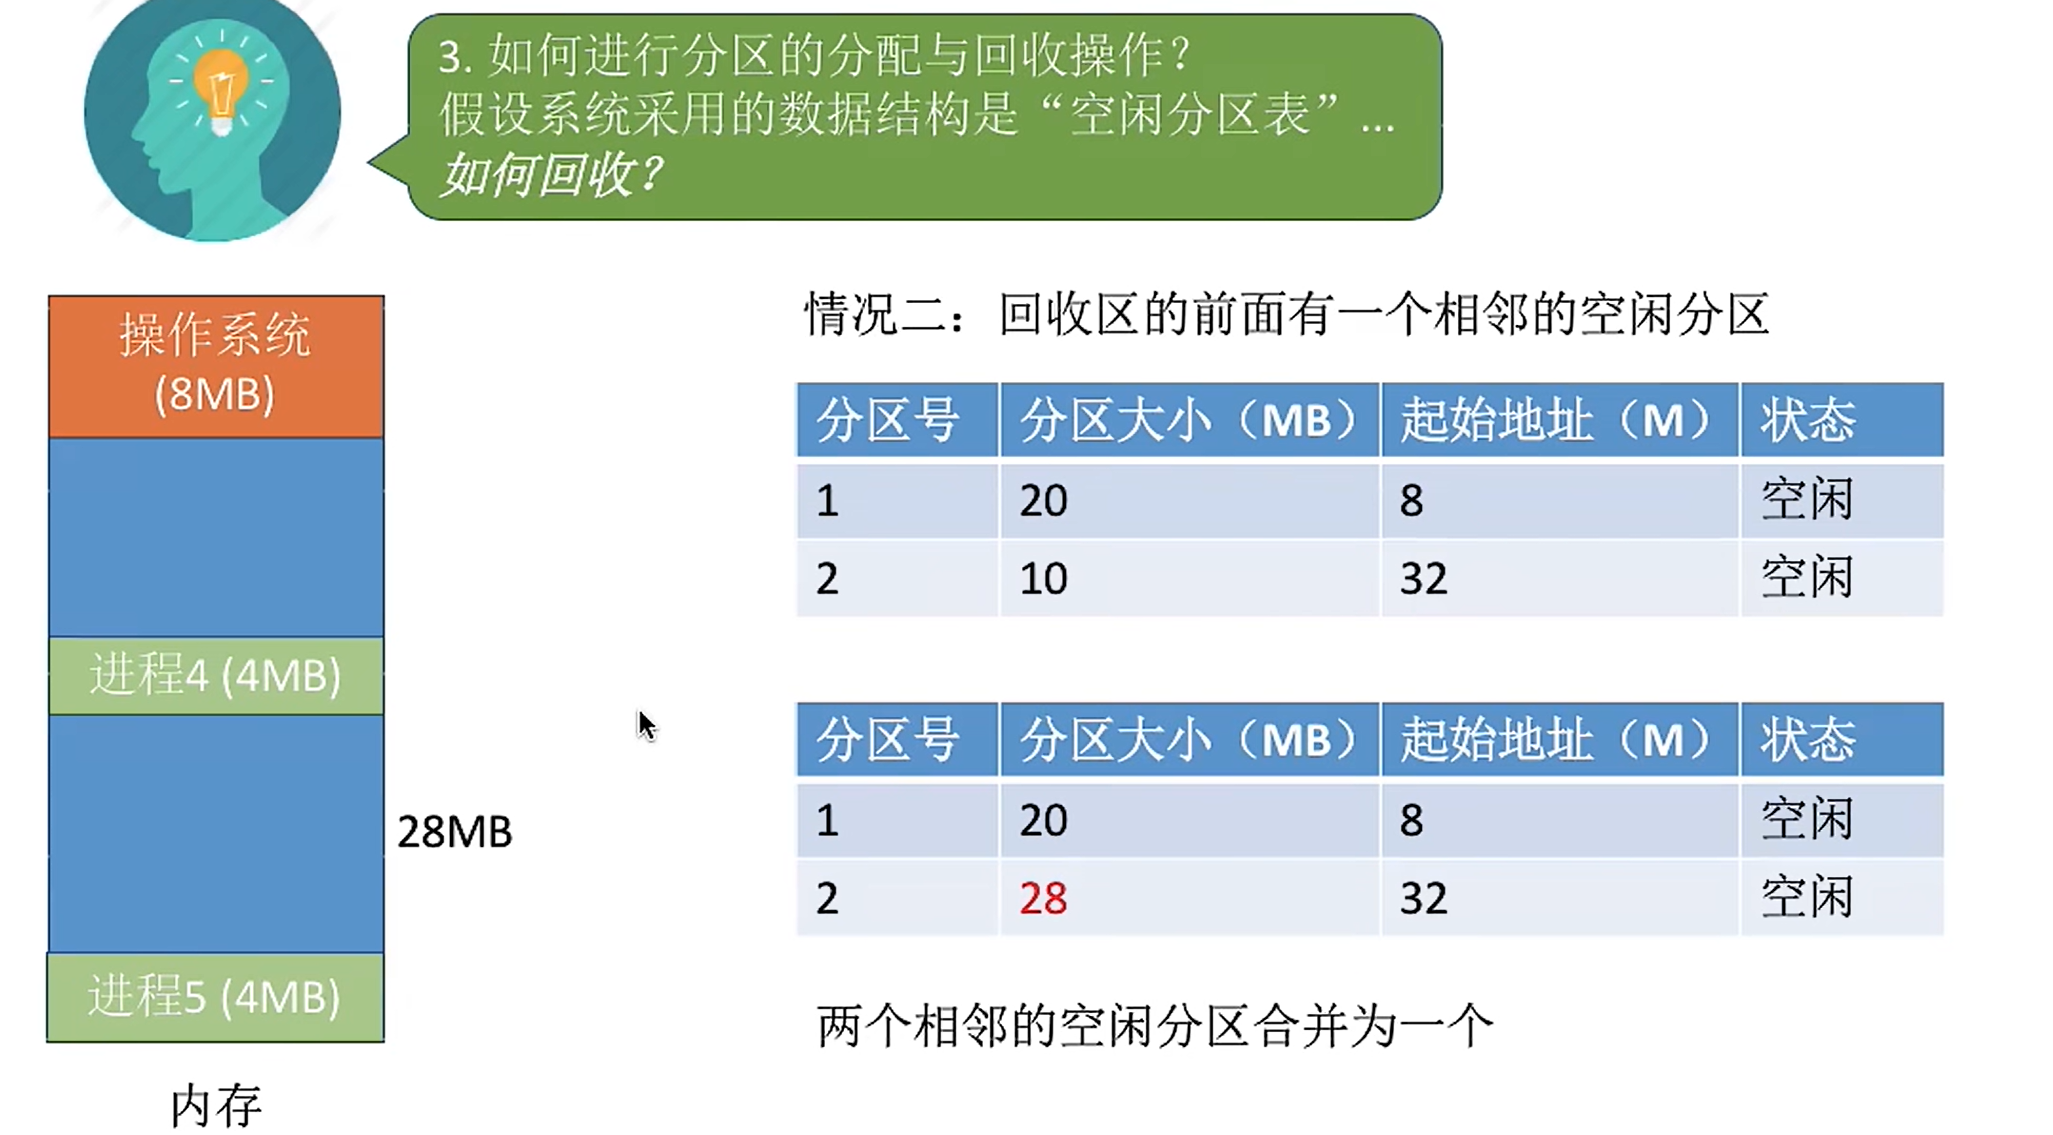 3. 如何进行分区的分配与回收操作？
假设系统采用的数据结构是“空闲分区表”...
如何回收？
操作系统
(8MB)
进程4 (4MB)
28MB
进程5 (4MB)
内存
情况二：回收区的前面有一个相邻的空闲分区
分区号 分区大小（MB） 起始地址（M） 状态
1 20 8 空闲
2 10 32 空闲
分区号 分区大小（MB） 起始地址（M） 状态
1 20 8 空闲
2 28 32 空闲
两个相邻的空闲分区合并为一个